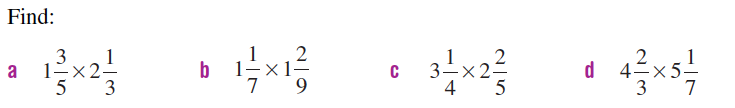 Find:
a 1 3/5 × 2 1/3 b 1 1/7 × 1 2/9 c 3 1/4 × 2 2/5 d 4 2/3 × 5 1/7